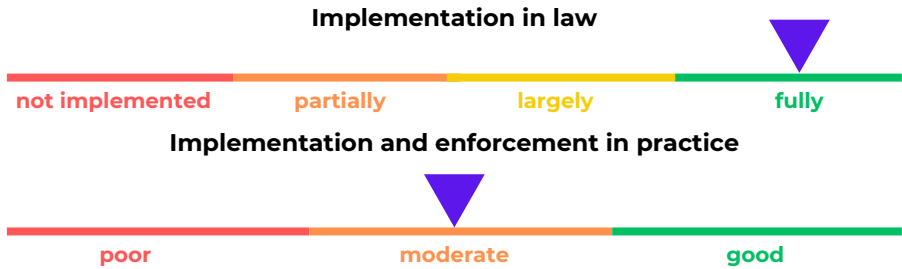 Implementation in law
not implemented partially largely fully
Implementation and enforcement in practice
poor moderate good